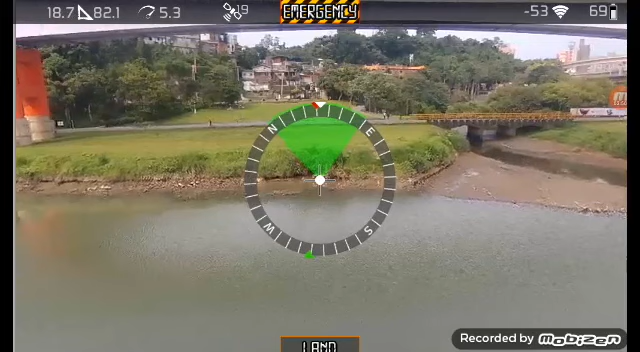 18.7 82.1 5.3 19 EMERGENCY -53 69
N E
W S
LAND
Recorded by MOBIZEN